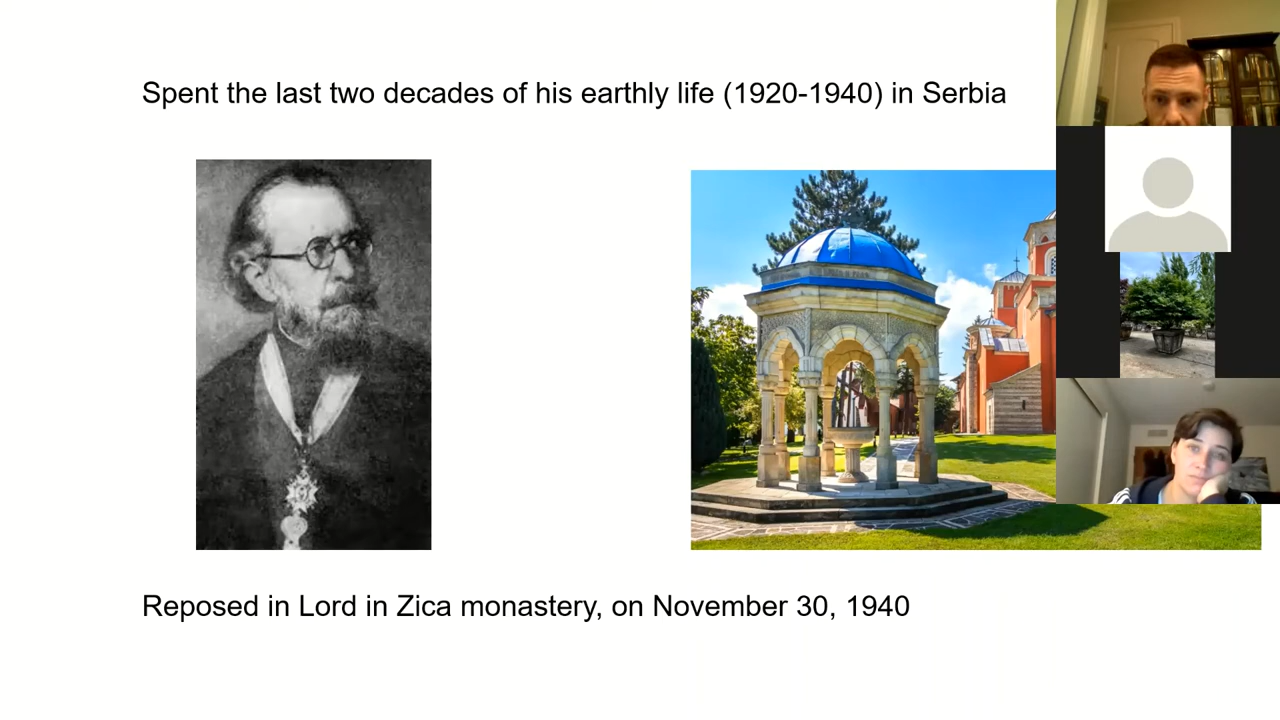 Spent the last two decades of his earthly life (1920-1940) in Serbia
Reposed in Lord in Zica monastery, on November 30, 1940